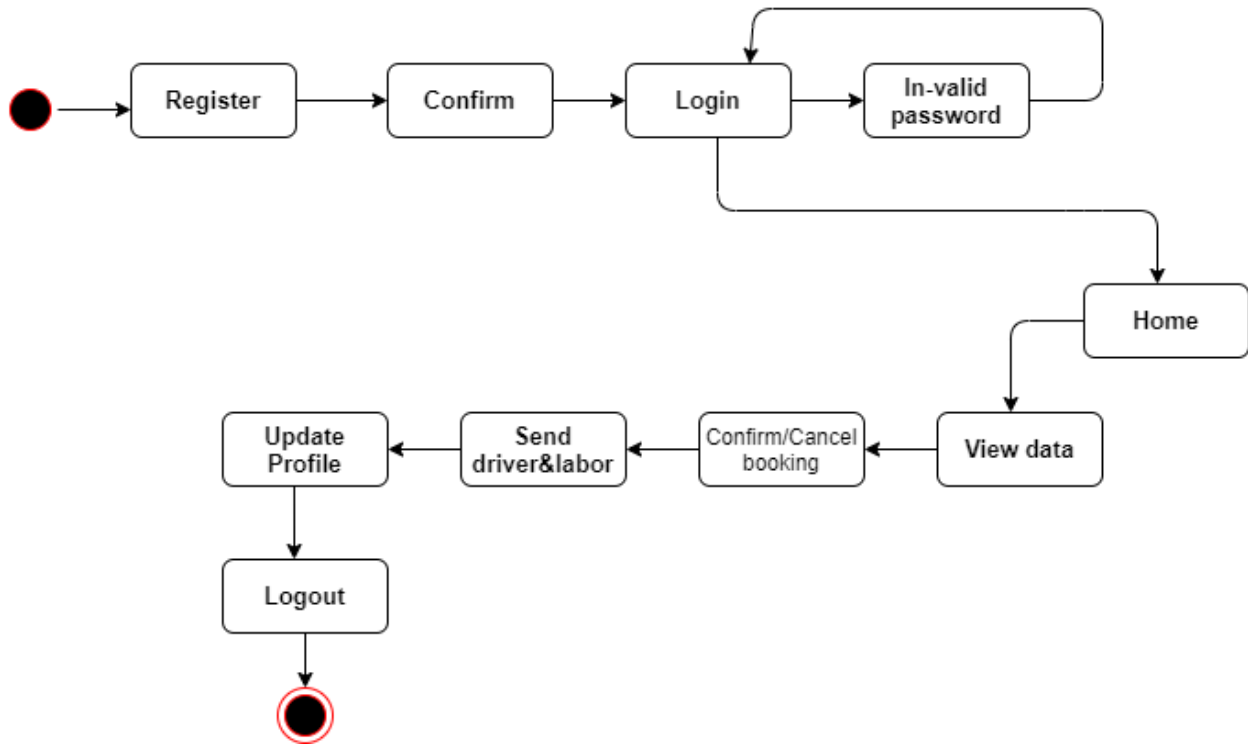 Register
Confirm
Login
In-valid
password
Home
View data
Confirm/Cancel
booking
Send
driver&labor
Update
Profile
Logout